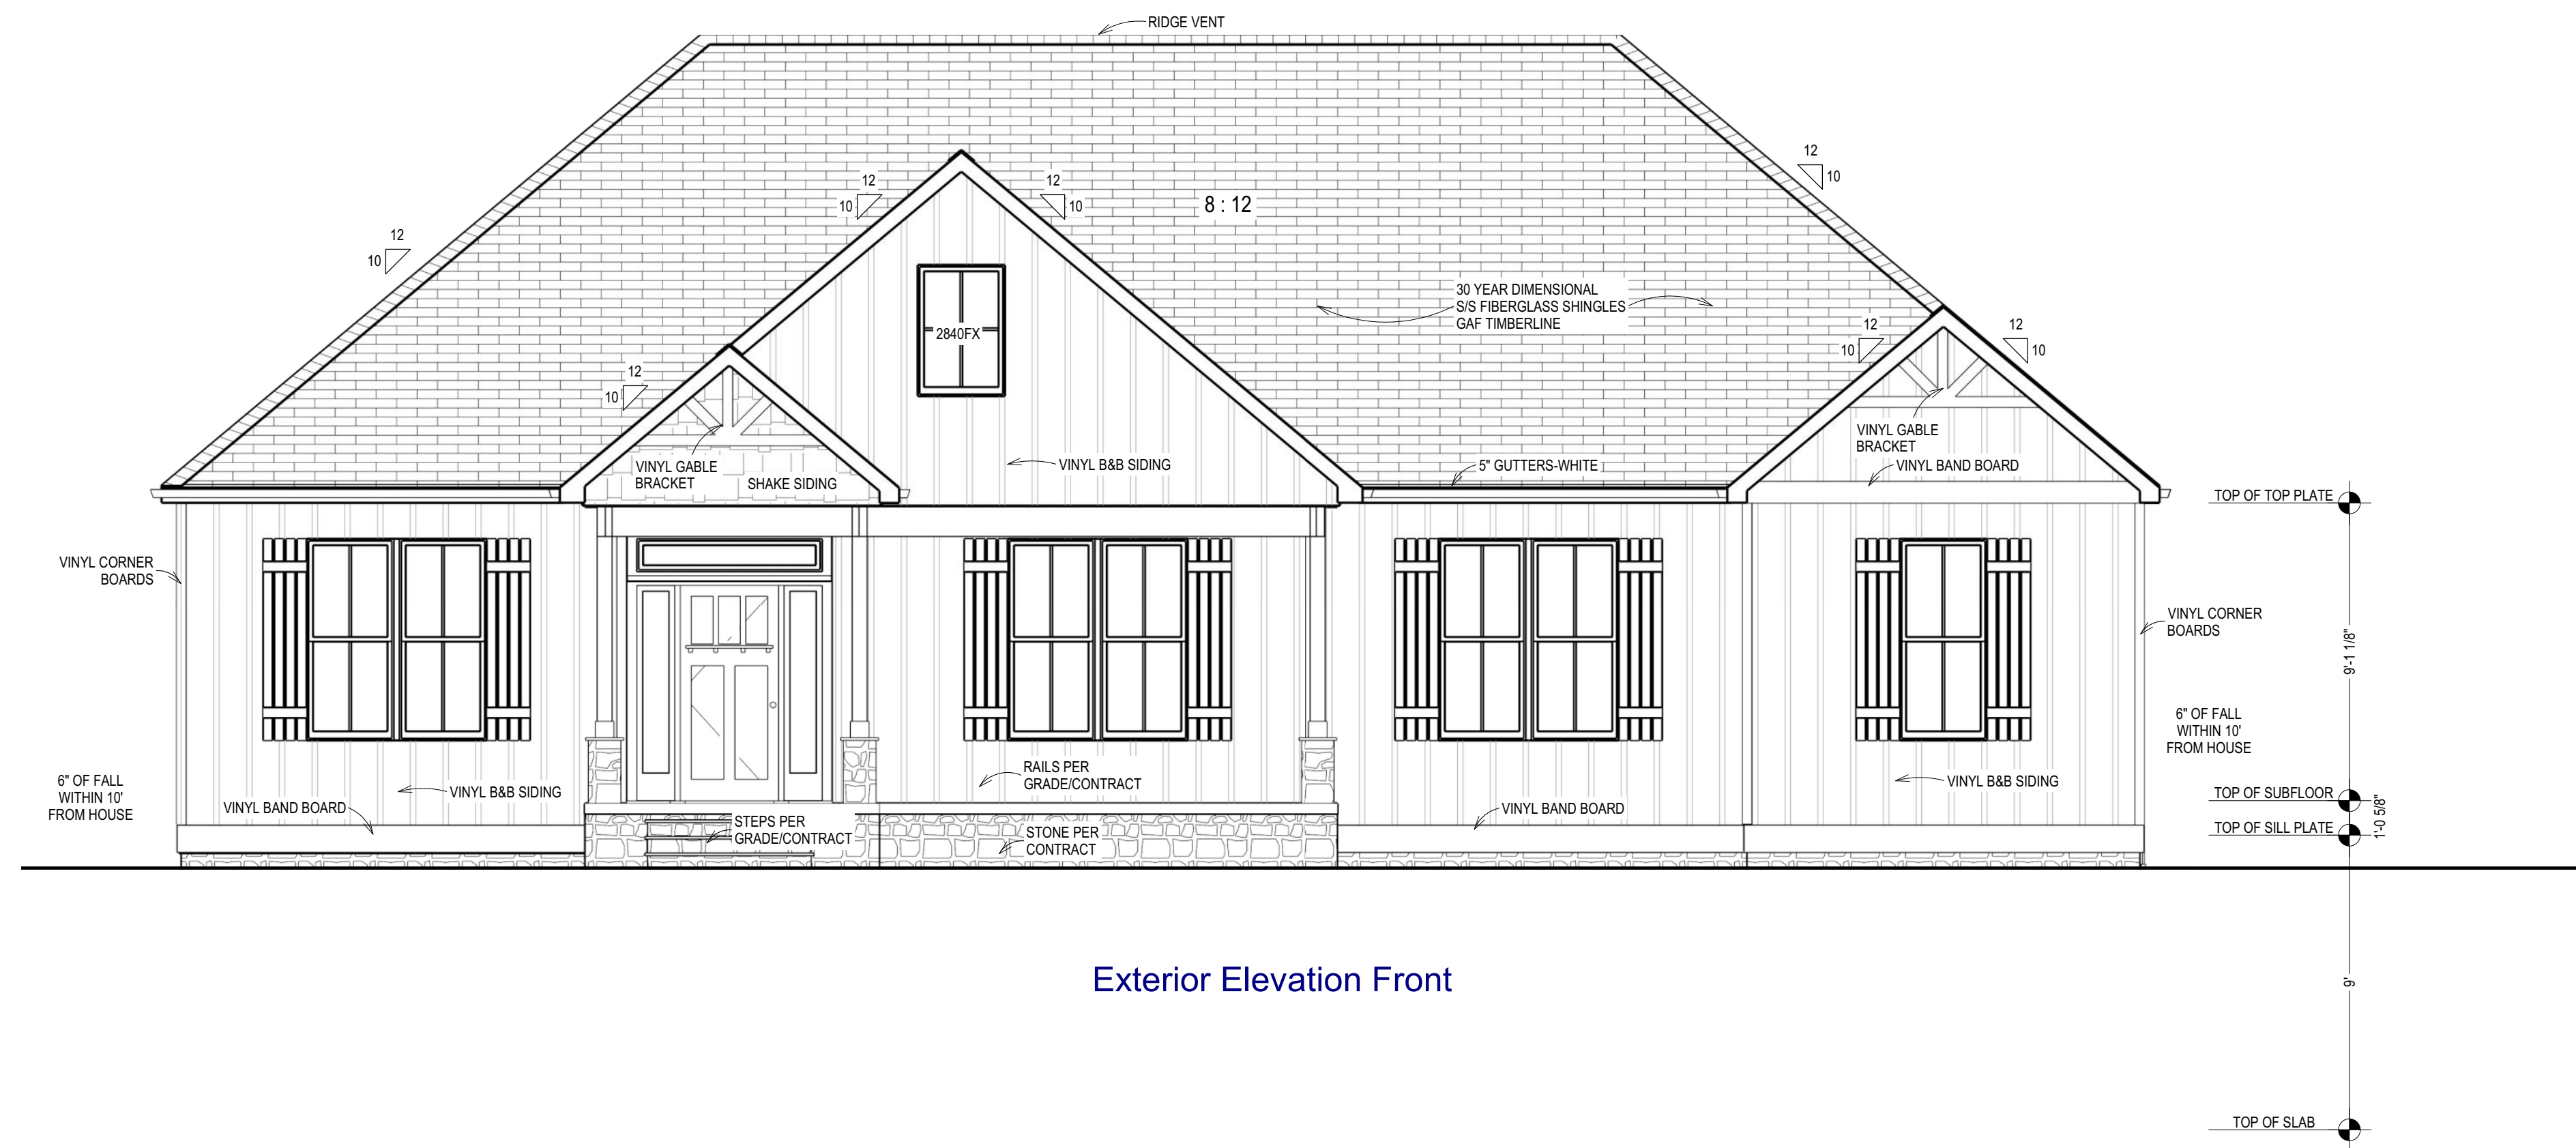 RIDGE VENT
12
10
12
10
12
10
8 : 12
12
10
30 YEAR DIMENSIONAL
S/S FIBERGLASS SHINGLES
GAF TIMBERLINE
2840FX
12
10
12
10
12
10
VINYL GABLE
BRACKET
SHAKE SIDING
VINYL B&B SIDING
5" GUTTERS-WHITE
VINYL GABLE
BRACKET
VINYL BAND BOARD
TOP OF TOP PLATE
VINYL CORNER
BOARDS
VINYL CORNER
BOARDS
9'-1 1/8"
6" OF FALL
WITHIN 10'
FROM HOUSE
6" OF FALL
WITHIN 10'
FROM HOUSE
VINYL B&B SIDING
VINYL BAND BOARD
RAILS PER
GRADE/CONTRACT
VINYL B&B SIDING
VINYL BAND BOARD
STEPS PER
GRADE/CONTRACT
STONE PER
CONTRACT
TOP OF SUBFLOOR
1'-0 5/8"
TOP OF SILL PLATE
Exterior Elevation Front
9'
TOP OF SLAB